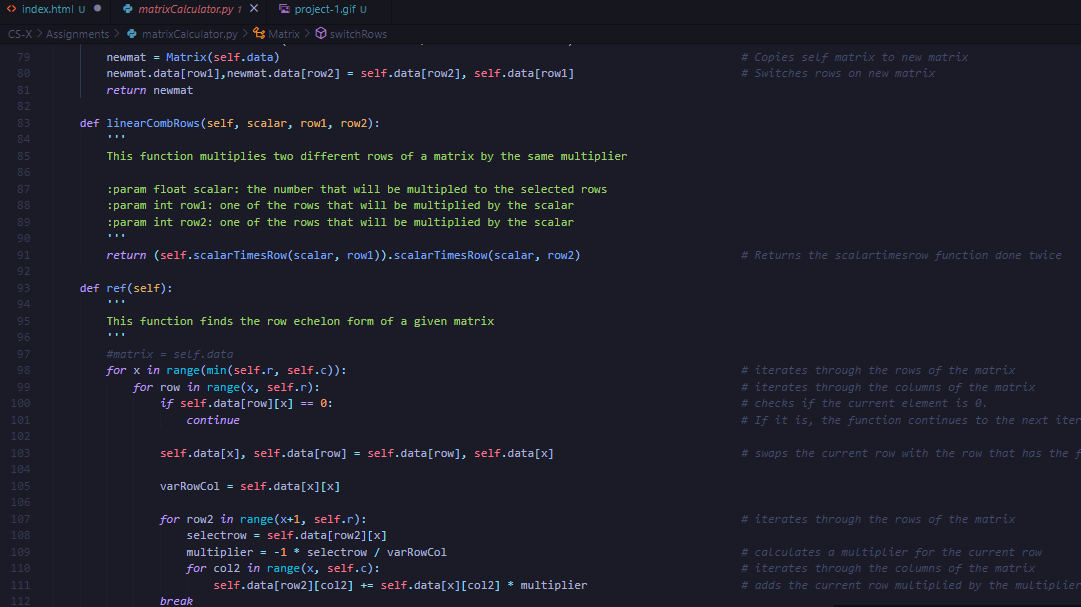 index.html U ● matrixCalculator.py 1 × project-1.gif U
CS-X > Assignments > matrixCalculator.py > Matrix > switchRows
79 newmat = Matrix(self.data) # Copies self matrix to new matrix
80 newmat.data[row1],newmat.data[row2] = self.data[row2], self.data[row1] # Switches rows on new matrix
81 return newmat
82
83 def linearCombRows(self, scalar, row1, row2):
84 '''
85 This function multiplies two different rows of a matrix by the same multiplier
86
87 :param float scalar: the number that will be multipled to the selected rows
88 :param int row1: one of the rows that will be multiplied by the scalar
89 :param int row2: one of the rows that will be multiplied by the scalar
90 '''
91 return (self.scalarTimesRow(scalar, row1)).scalarTimesRow(scalar, row2) # Returns the scalartimesrow function done twice
92
93 def ref(self):
94 '''
95 This function finds the row echelon form of a given matrix
96 '''
97 #matrix = self.data
98 for x in range(min(self.r, self.c)): # iterates through the rows of the matrix
99 for row in range(x, self.r): # iterates through the columns of the matrix
100 if self.data[row][x] == 0: # checks if the current element is 0.
101 continue # If it is, the function continues to the next iter
102
103 self.data[x], self.data[row] = self.data[row], self.data[x] # swaps the current row with the row that has the f
104
105 varRowCol = self.data[x][x]
106
107 for row2 in range(x+1, self.r): # iterates through the rows of the matrix
108 selectrow = self.data[row2][x]
109 multiplier = -1 * selectrow / varRowCol # calculates a multiplier for the current row
110 for col2 in range(x, self.c): # iterates through the columns of the matrix
111 self.data[row2][col2] += self.data[x][col2] * multiplier # adds the current row multiplied by the multiplier
112 break